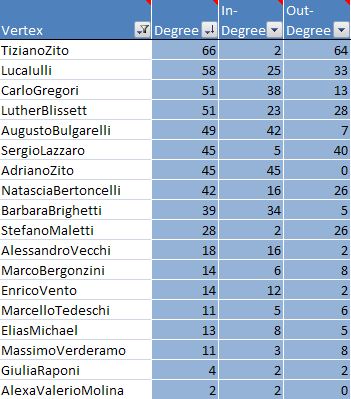 Vertex Degree In-Degree Out-Degree
TizianoZito 66 2 64
LucaIulli 58 25 33
CarloGregori 51 38 13
LutherBlissett 51 23 28
AugustoBulgarelli 49 42 7
SergioLazzaro 45 5 40
AdrianoZito 45 45 0
NatasciaBertoncelli 42 16 26
BarbaraBrighetti 39 34 5
StefanoMaletti 28 2 26
AlessandroVecchi 18 16 2
MarcoBergonzini 14 6 8
EnricoVento 14 12 2
MarcelloTedeschi 11 5 6
EliasMichael 13 8 5
MassimoVerderamo 11 3 8
GiuliaRaponi 4 2 2
AlexaValerioMolina 2 2 0